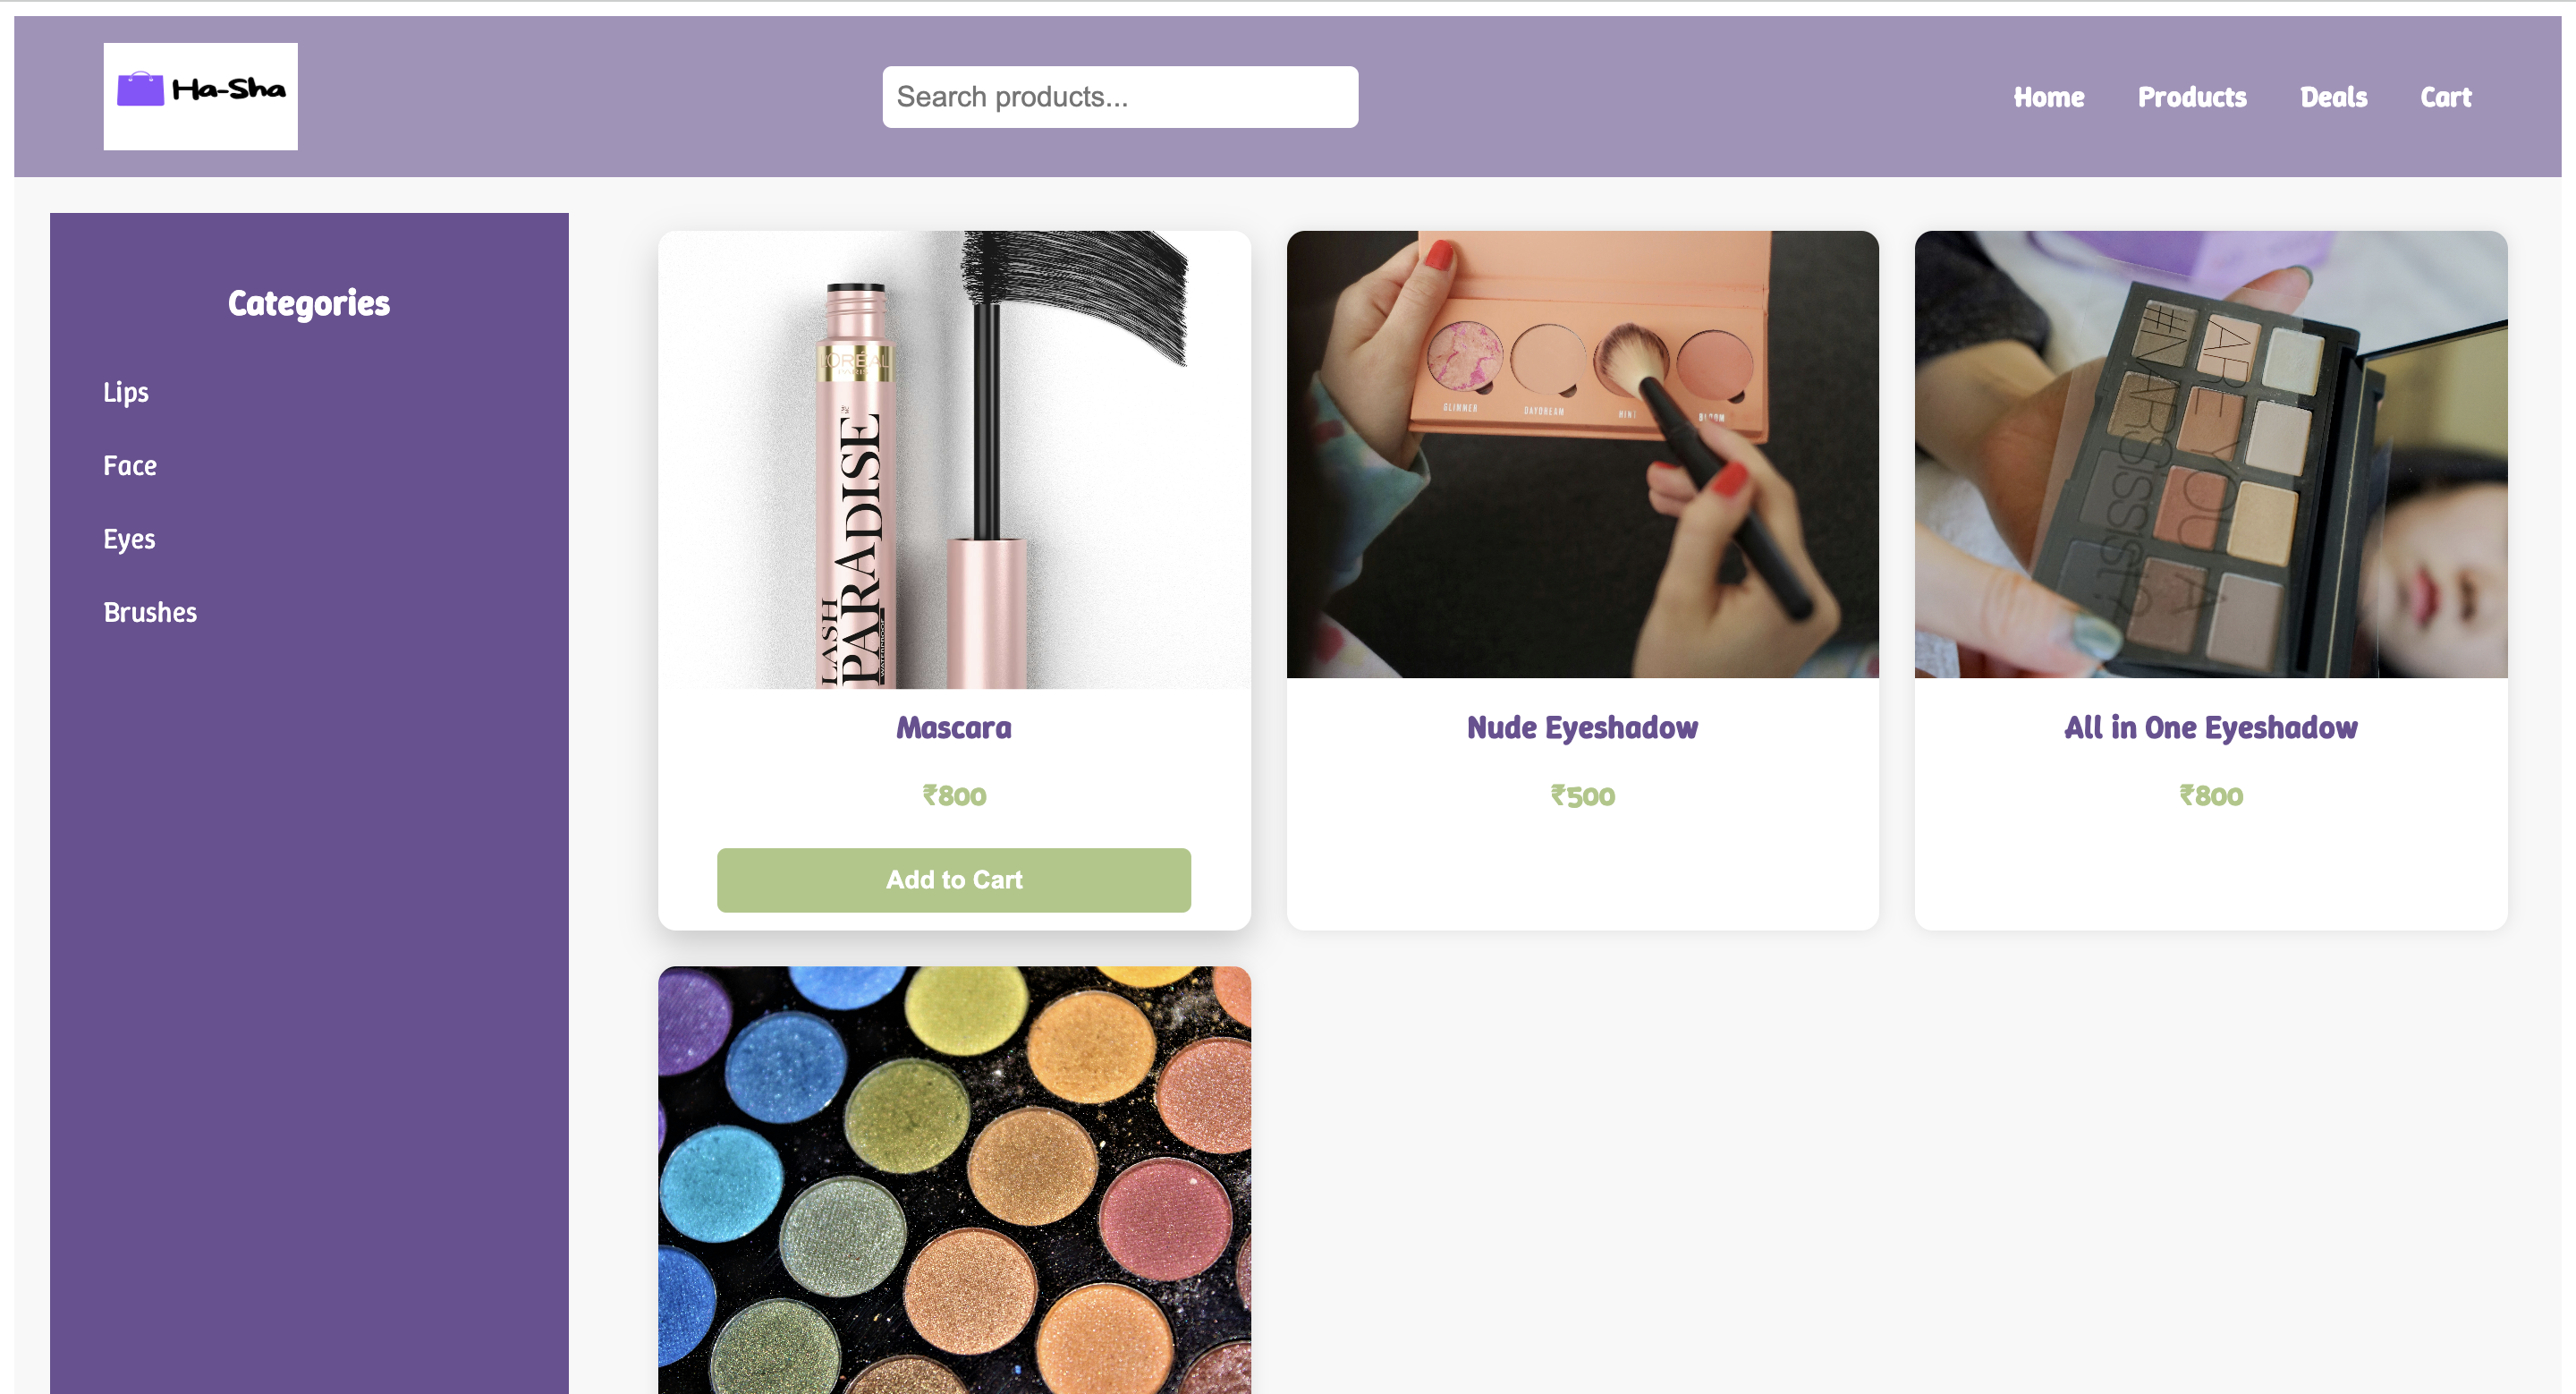 Ha-Sha
Search products...
Home
Products
Deals
Cart
Categories
Lips
Face
Eyes
Brushes
L'ORÉAL
LASH
PARADISE
WATERPROOF
Mascara
₹800
Add to Cart
GLIMMER
DAYDREAM
HINT
BLOOM
Nude Eyeshadow
₹500
#NARSISSIST
ARE YOU A
All in One Eyeshadow
₹800